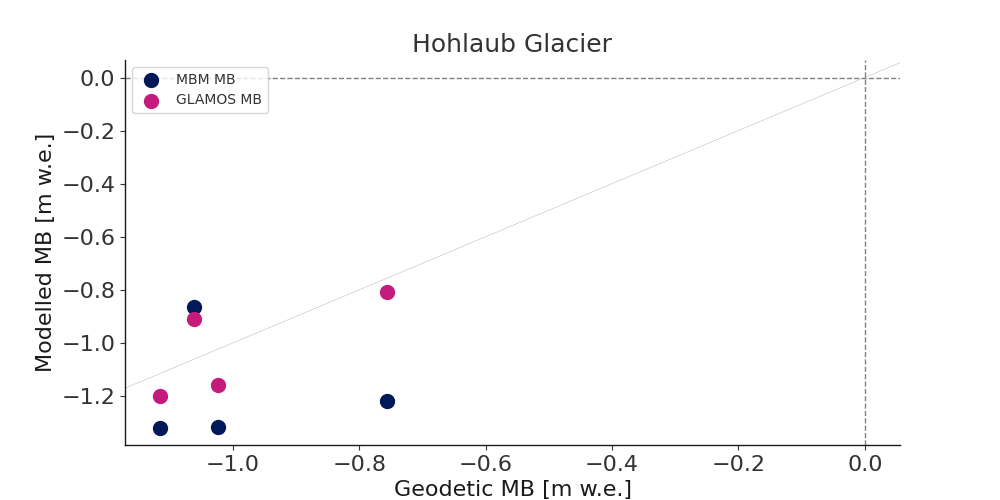 Hohlaub Glacier
MBM MB
GLAMOS MB
Modelled MB [m w.e.]
0.0
−0.2
−0.4
−0.6
−0.8
−1.0
−1.2
−1.0 −0.8 −0.6 −0.4 −0.2 0.0
Geodetic MB [m w.e.]